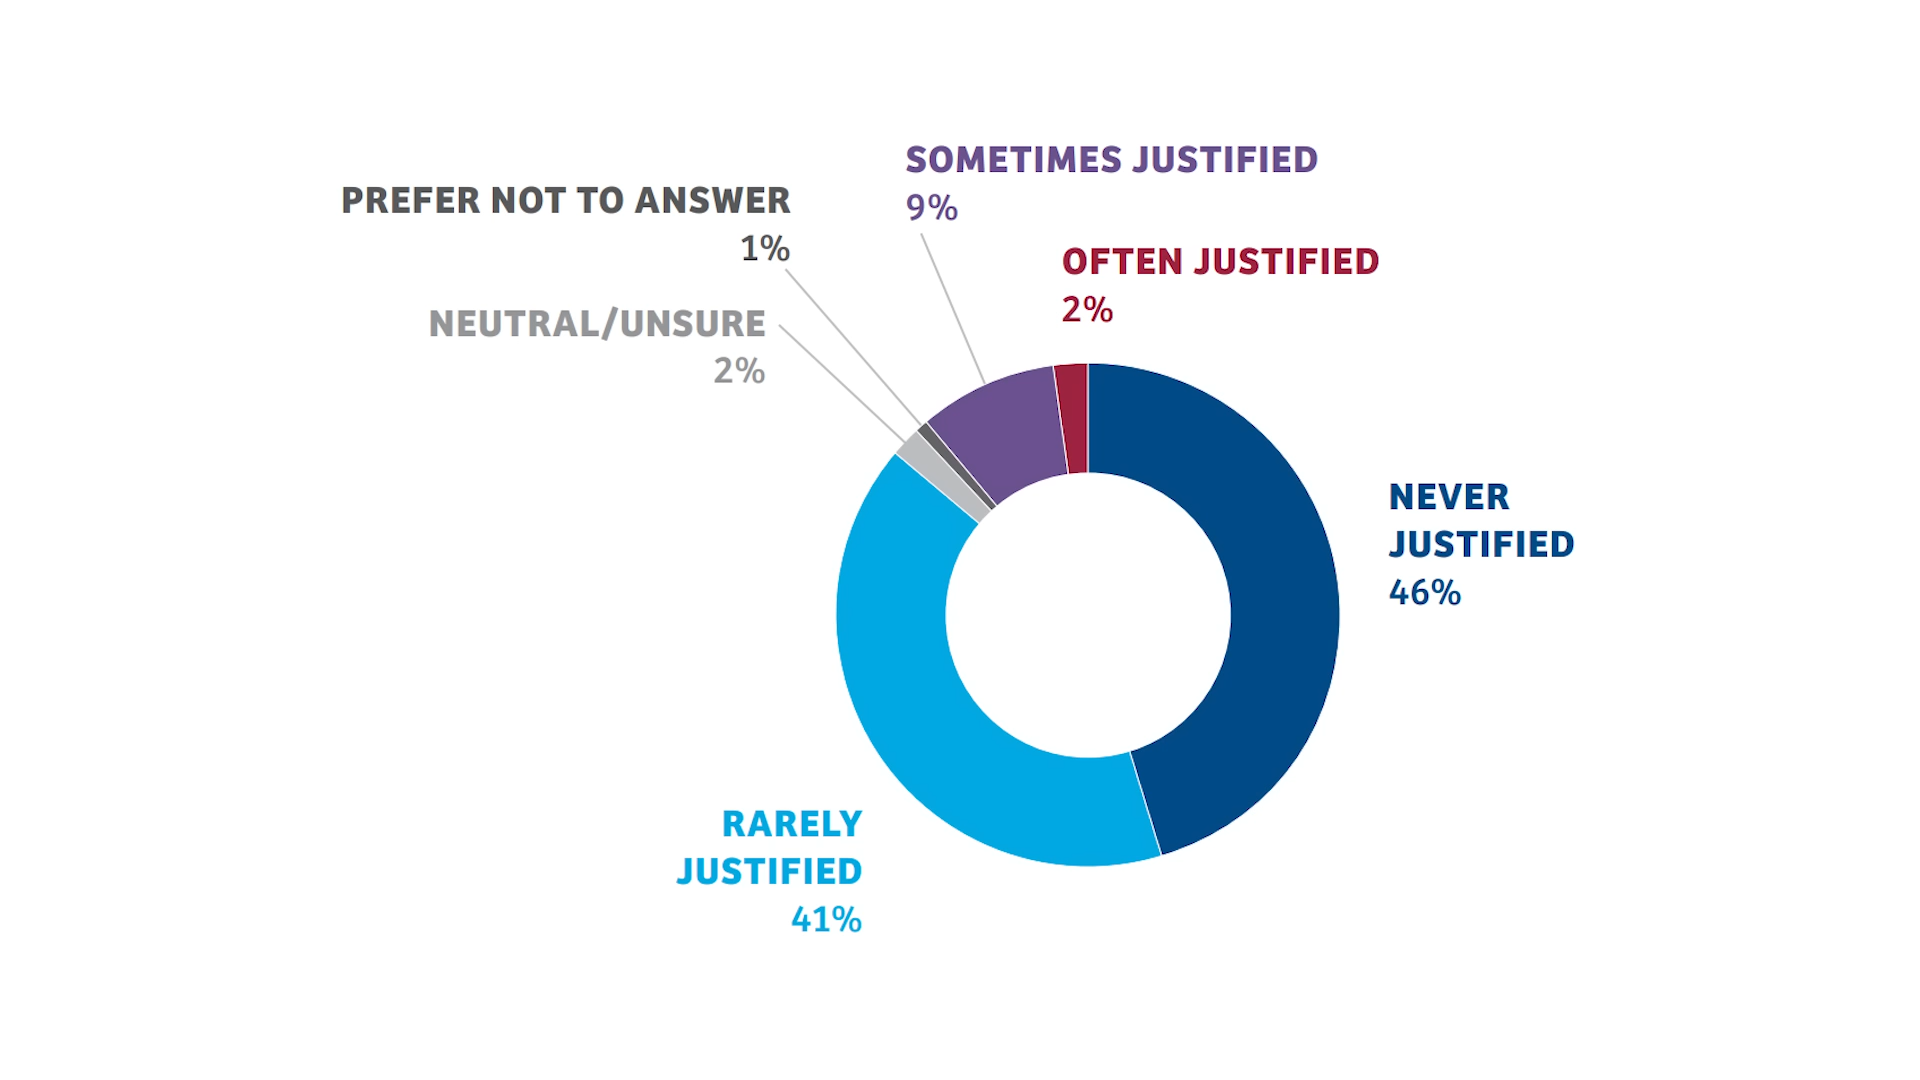 SOMETIMES JUSTIFIED
9%
PREFER NOT TO ANSWER
1%
OFTEN JUSTIFIED
2%
NEUTRAL/UNSURE
2%
NEVER
JUSTIFIED
46%
RARELY
JUSTIFIED
41%